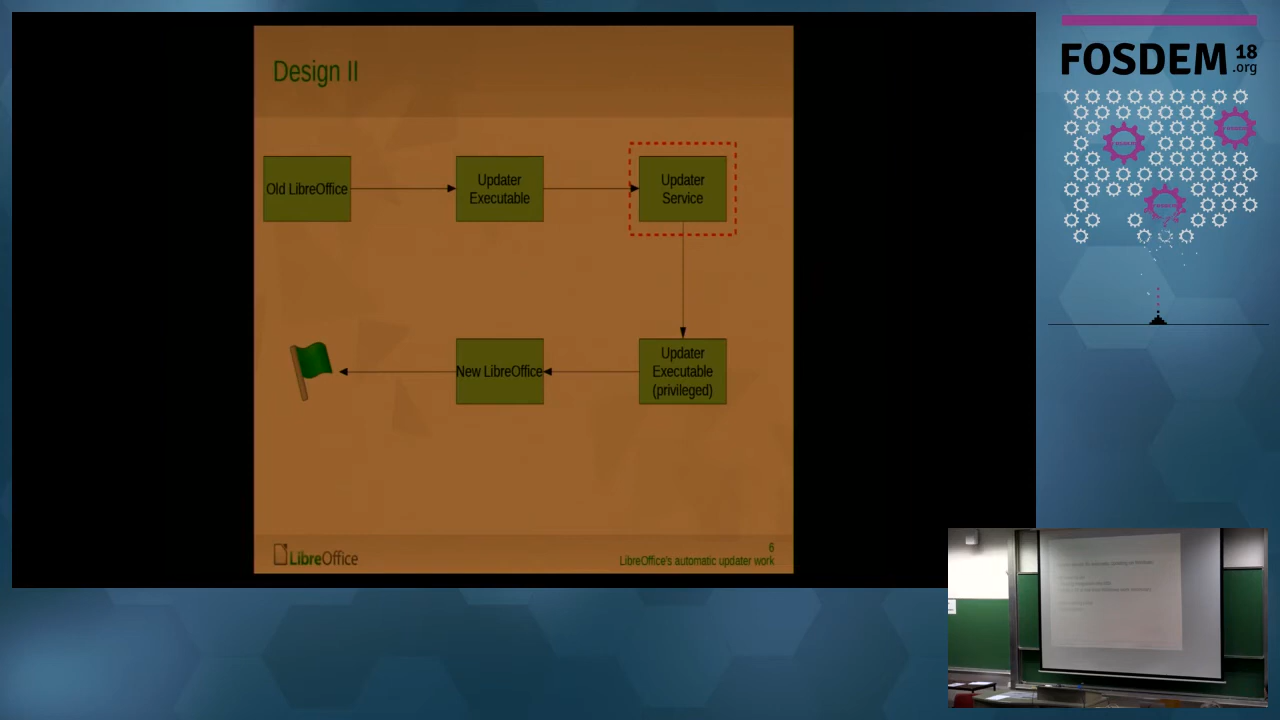 Design II
Old LibreOffice
Updater
Executable
Updater
Service
New LibreOffice
Updater
Executable
(privileged)
LibreOffice
6
LibreOffice's automatic updater work
FOSDEM 18
.org